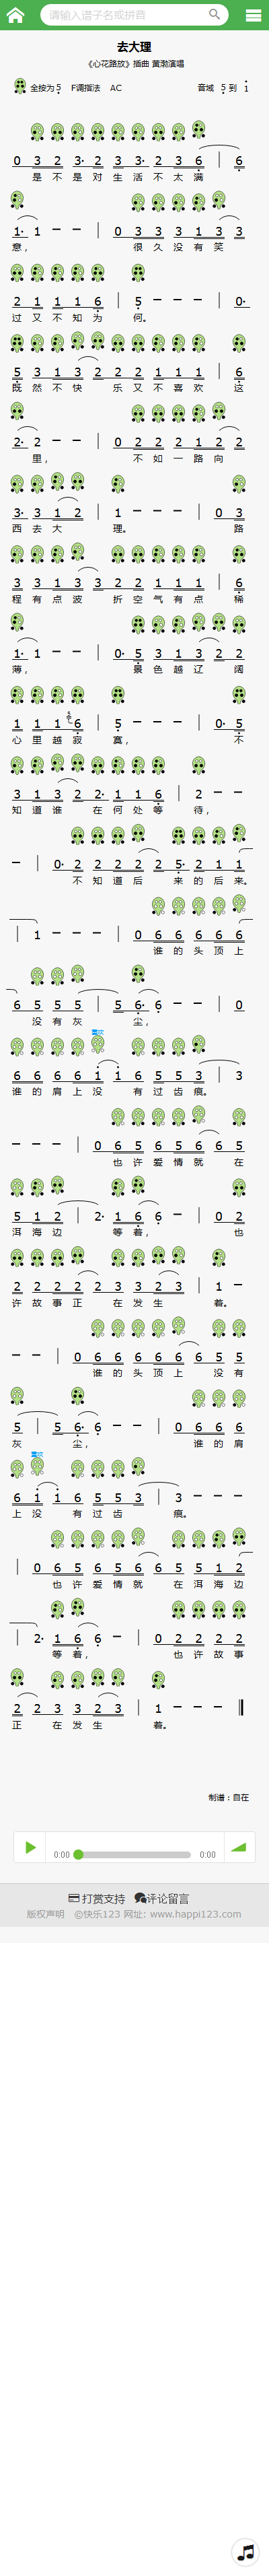 请输入谱子名或拼音
去大理
《心花路放》插曲 黄渤演唱
全按为 5 F调指法 AC 音域 5 到 1
0 3 2 3· 2 3 3· 2 3 6 | 6
是 不 是 对 生 活 不 太 满
1· 1 − − | 0 3 3 3 1 3 3
意， 很 久 没 有 笑
2 1 1 1 6 | 5 − − − | 0·
过 又 不 知 为 何。
5 3 1 3 2 2 2 1 1 1 | 6
既 然 不 快 乐 又 不 喜 欢 这
2· 2 − − | 0 2 2 2 1 2 2
里， 不 如 一 路 向
3· 3 1 2 | 1 − − − | 0 3
西 去 大 理。 路
3 3 1 3 3 2 2 1 1 1 | 6
程 有 点 波 折 空 气 有 点 稀
1· 1 − − | 0· 5 3 1 3 2 2
薄， 景 色 越 辽 阔
1 1 1 6 | 5 − − − | 0· 5
心 里 越 寂 寞， 不
3 1 3 2 2· 1 1 6 | 2 − −
知 道 谁 在 何 处 等 待，
− | 0· 2 2 2 2 2 5· 2 1 1
不 知 道 后 来 的 后 来。
| 1 − − − | 0 6 6 6 6 6
谁 的 头 顶 上
6 5 5 5 | 5 6· 6 − − | 0
没 有 灰 尘，
重吹
6 6 6 6 1 1 6 5 5 3 | 3
谁 的 肩 上 没 有 过 齿 痕。
− − − | 0 6 5 6 5 6 6 5
也 许 爱 情 就 在
5 1 2 | 2· 1 6 6 − | 0 2
洱 海 边 等 着， 也
2 2 2 2 2 3 3 2 3 | 1 −
许 故 事 正 在 发 生 着。
− − | 0 6 6 6 6 6 6 5 5
谁 的 头 顶 上 没 有
5 | 5 6· 6 − − | 0 6 6 6
灰 尘， 谁 的 肩
重吹
6 1 1 6 5 5 3 | 3 − − −
上 没 有 过 齿 痕。
| 0 6 5 6 5 6 6 5 5 1 2
也 许 爱 情 就 在 洱 海 边
| 2· 1 6 6 − | 0 2 2 2 2
等 着， 也 许 故 事
2 2 3 3 2 3 | 1 − − −
正 在 发 生 着。
制谱：自在
0:00 0:00
打赏支持 评论留言
版权声明 ©快乐123 网址: www.happi123.com